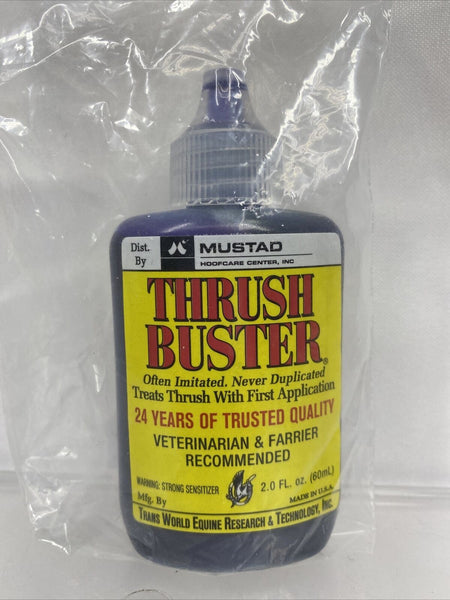 Dist. By
MUSTAD
HOOFCARE CENTER, INC
THRUSH
BUSTER®
Often Imitated. Never Duplicated
Treats Thrush With First Application
24 YEARS OF TRUSTED QUALITY
VETERINARIAN & FARRIER
RECOMMENDED
WARNING: STRONG SENSITIZER
2.0 FL. oz. (60mL)
Mfg. By
MADE IN U.S.A.
TRANS WORLD EQUINE RESEARCH & TECHNOLOGY, INC.